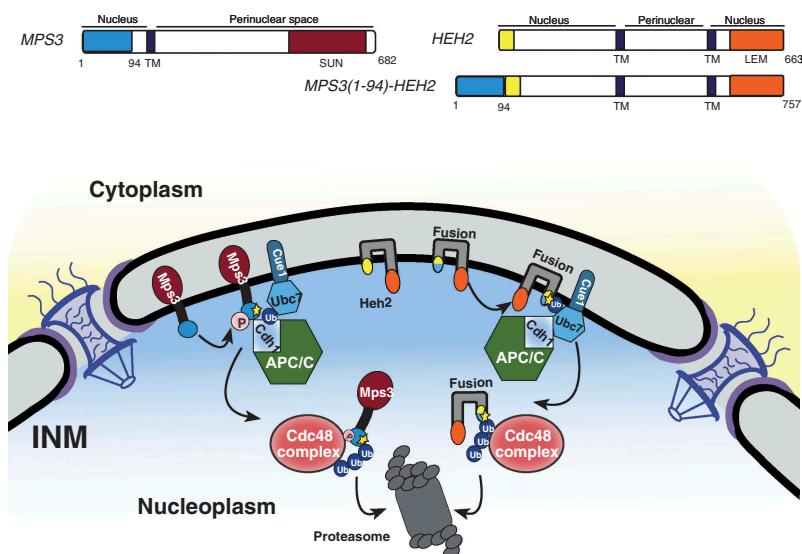 Nucleus Perinuclear space
MPS3
1 94 TM SUN 682
Nucleus Perinuclear Nucleus
HEH2
TM TM LEM 663
MPS3(1-94)-HEH2
1 94 TM TM 757
Cytoplasm
Mps3
Mps3
Cue1
Ubc7
P
Ub
Cdh1
APC/C
Heh2
Fusion
Fusion
Cue1
Ub
Ubc7
Cdh1
APC/C
INM
Mps3
Cdc48
complex
P
Ub
Ub
Ub
Fusion
Ub
Ub
Ub
Cdc48
complex
Nucleoplasm
Proteasome